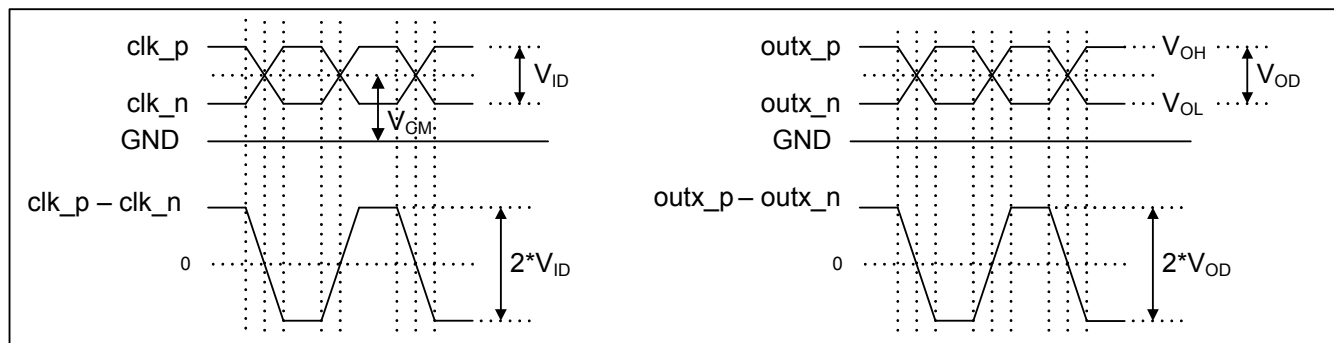 clk_p
clk_n
GND
V_ID
V_CM
clk_p – clk_n
0
2*V_ID
outx_p
outx_n
GND
V_OH
V_OL
V_OD
outx_p – outx_n
0
2*V_OD